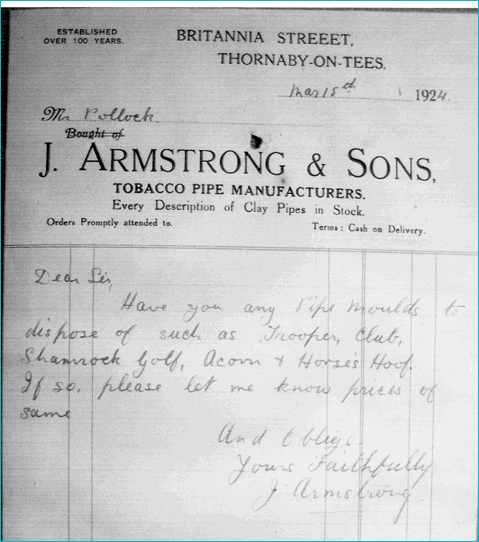 ESTABLISHED
OVER 100 YEARS.
BRITANNIA STREEET,
THORNABY-ON-TEES.
Mar 15th 1924.
Mr Pollock
Bought of
J. ARMSTRONG & SONS,
TOBACCO PIPE MANUFACTURERS.
Every Description of Clay Pipes in Stock.
Orders Promptly attended to.
Terms: Cash on Delivery.
Dear Sir,
Have you any Pipe Moulds to
dispose of such as Trooper, Club,
Shamrock Golf, Acorn & Horse's Hoof.
If so, please let me know prices of
same
And Oblige
Yours Faithfully
J Armstrong